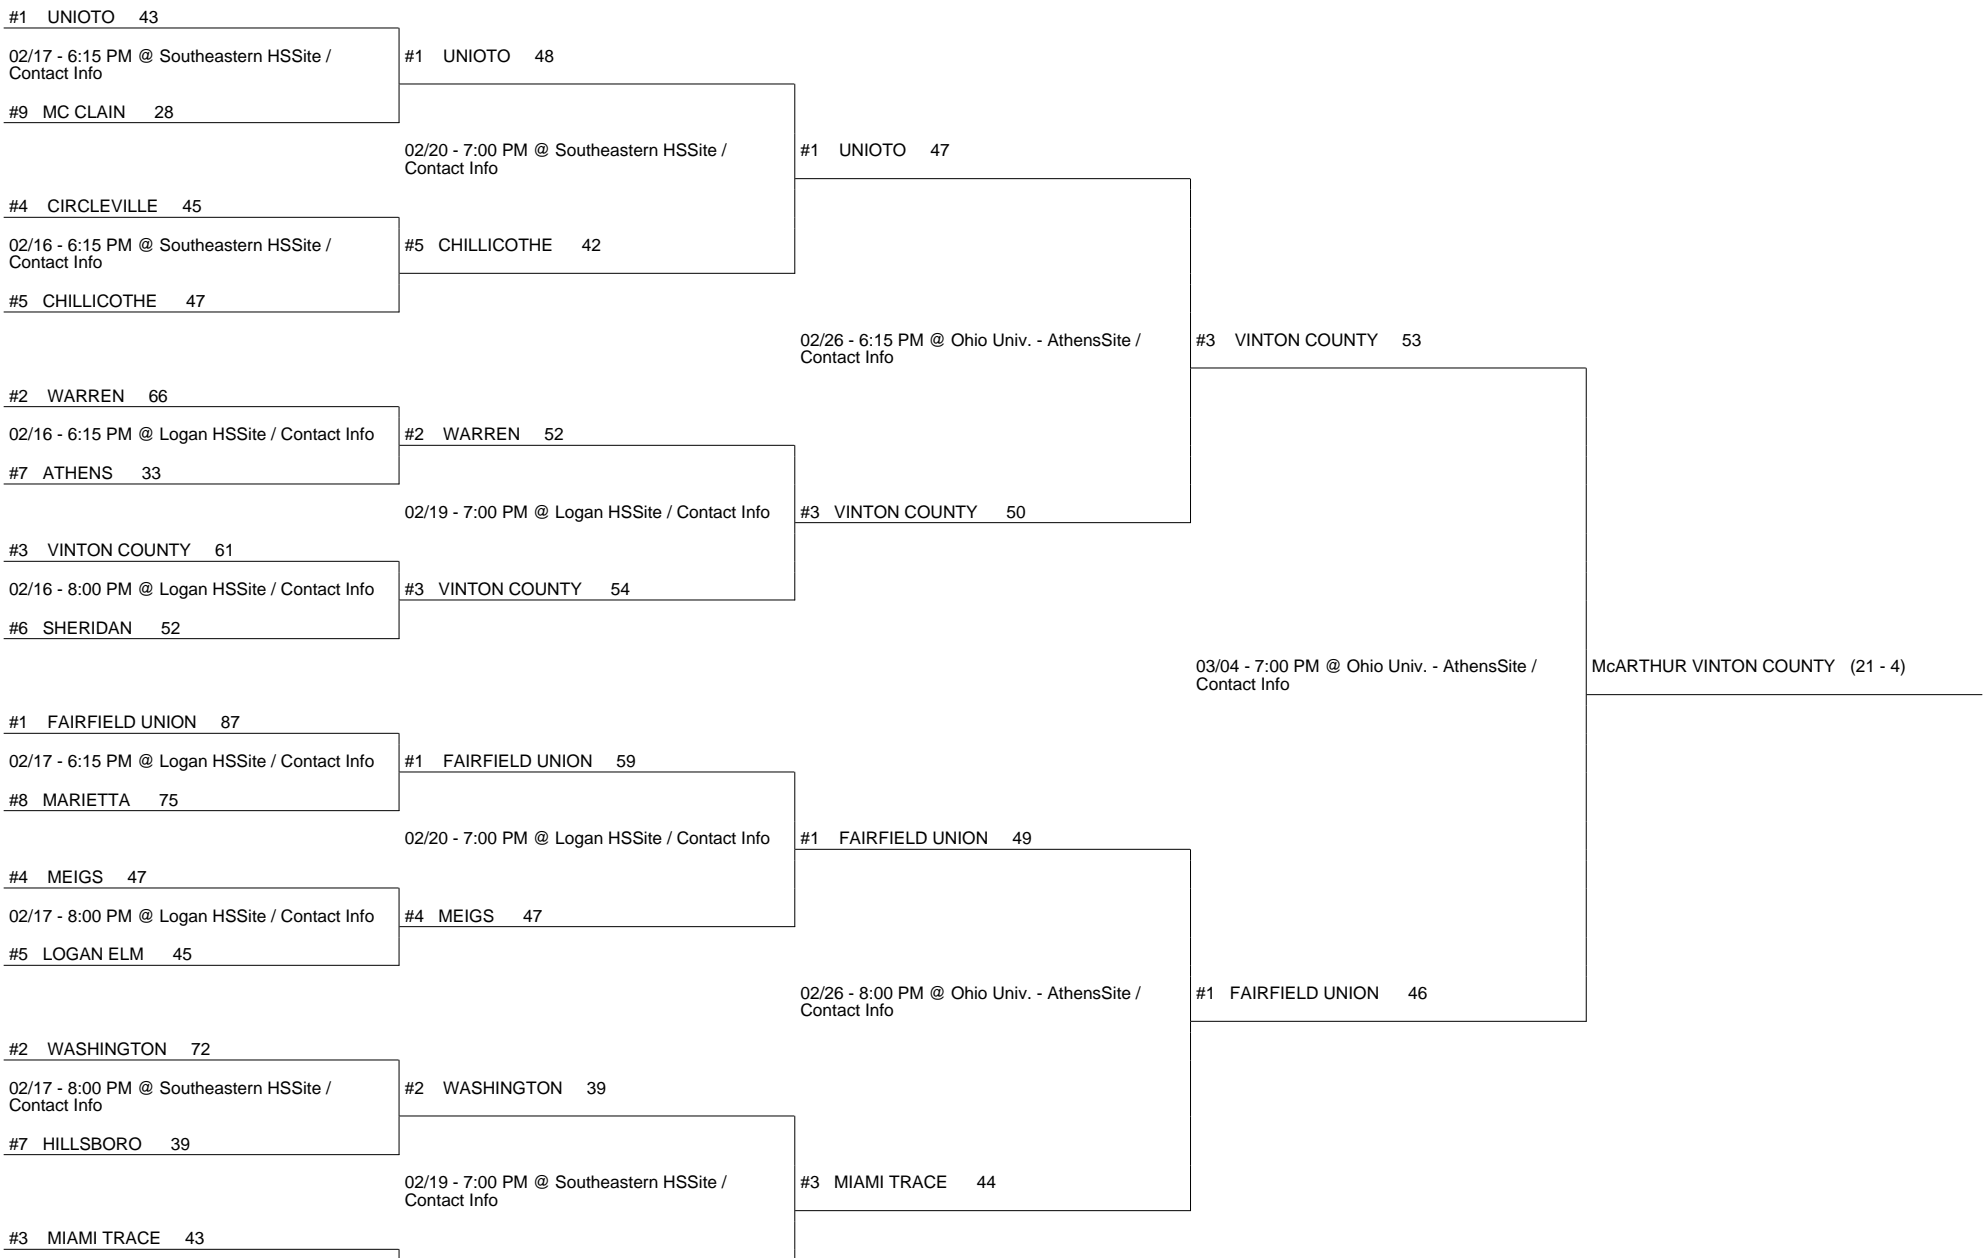 #1 UNIOTO 43
02/17 - 6:15 PM @ Southeastern HSSite /
Contact Info
#9 MC CLAIN 28
#4 CIRCLEVILLE 45
02/16 - 6:15 PM @ Southeastern HSSite /
Contact Info
#5 CHILLICOTHE 47
#2 WARREN 66
02/16 - 6:15 PM @ Logan HSSite / Contact Info
#7 ATHENS 33
#3 VINTON COUNTY 61
02/16 - 8:00 PM @ Logan HSSite / Contact Info
#6 SHERIDAN 52
#1 FAIRFIELD UNION 87
02/17 - 6:15 PM @ Logan HSSite / Contact Info
#8 MARIETTA 75
#4 MEIGS 47
02/17 - 8:00 PM @ Logan HSSite / Contact Info
#5 LOGAN ELM 45
#2 WASHINGTON 72
02/17 - 8:00 PM @ Southeastern HSSite /
Contact Info
#7 HILLSBORO 39
#3 MIAMI TRACE 43
#1 UNIOTO 48
02/20 - 7:00 PM @ Southeastern HSSite /
Contact Info
#5 CHILLICOTHE 42
#2 WARREN 52
02/19 - 7:00 PM @ Logan HSSite / Contact Info
#3 VINTON COUNTY 54
#1 FAIRFIELD UNION 59
02/20 - 7:00 PM @ Logan HSSite / Contact Info
#4 MEIGS 47
#2 WASHINGTON 39
02/19 - 7:00 PM @ Southeastern HSSite /
Contact Info
#1 UNIOTO 47
02/26 - 6:15 PM @ Ohio Univ. - AthensSite /
Contact Info
#3 VINTON COUNTY 50
#1 FAIRFIELD UNION 49
02/26 - 8:00 PM @ Ohio Univ. - AthensSite /
Contact Info
#3 MIAMI TRACE 44
#3 VINTON COUNTY 53
03/04 - 7:00 PM @ Ohio Univ. - AthensSite /
Contact Info
#1 FAIRFIELD UNION 46
McARTHUR VINTON COUNTY (21 - 4)